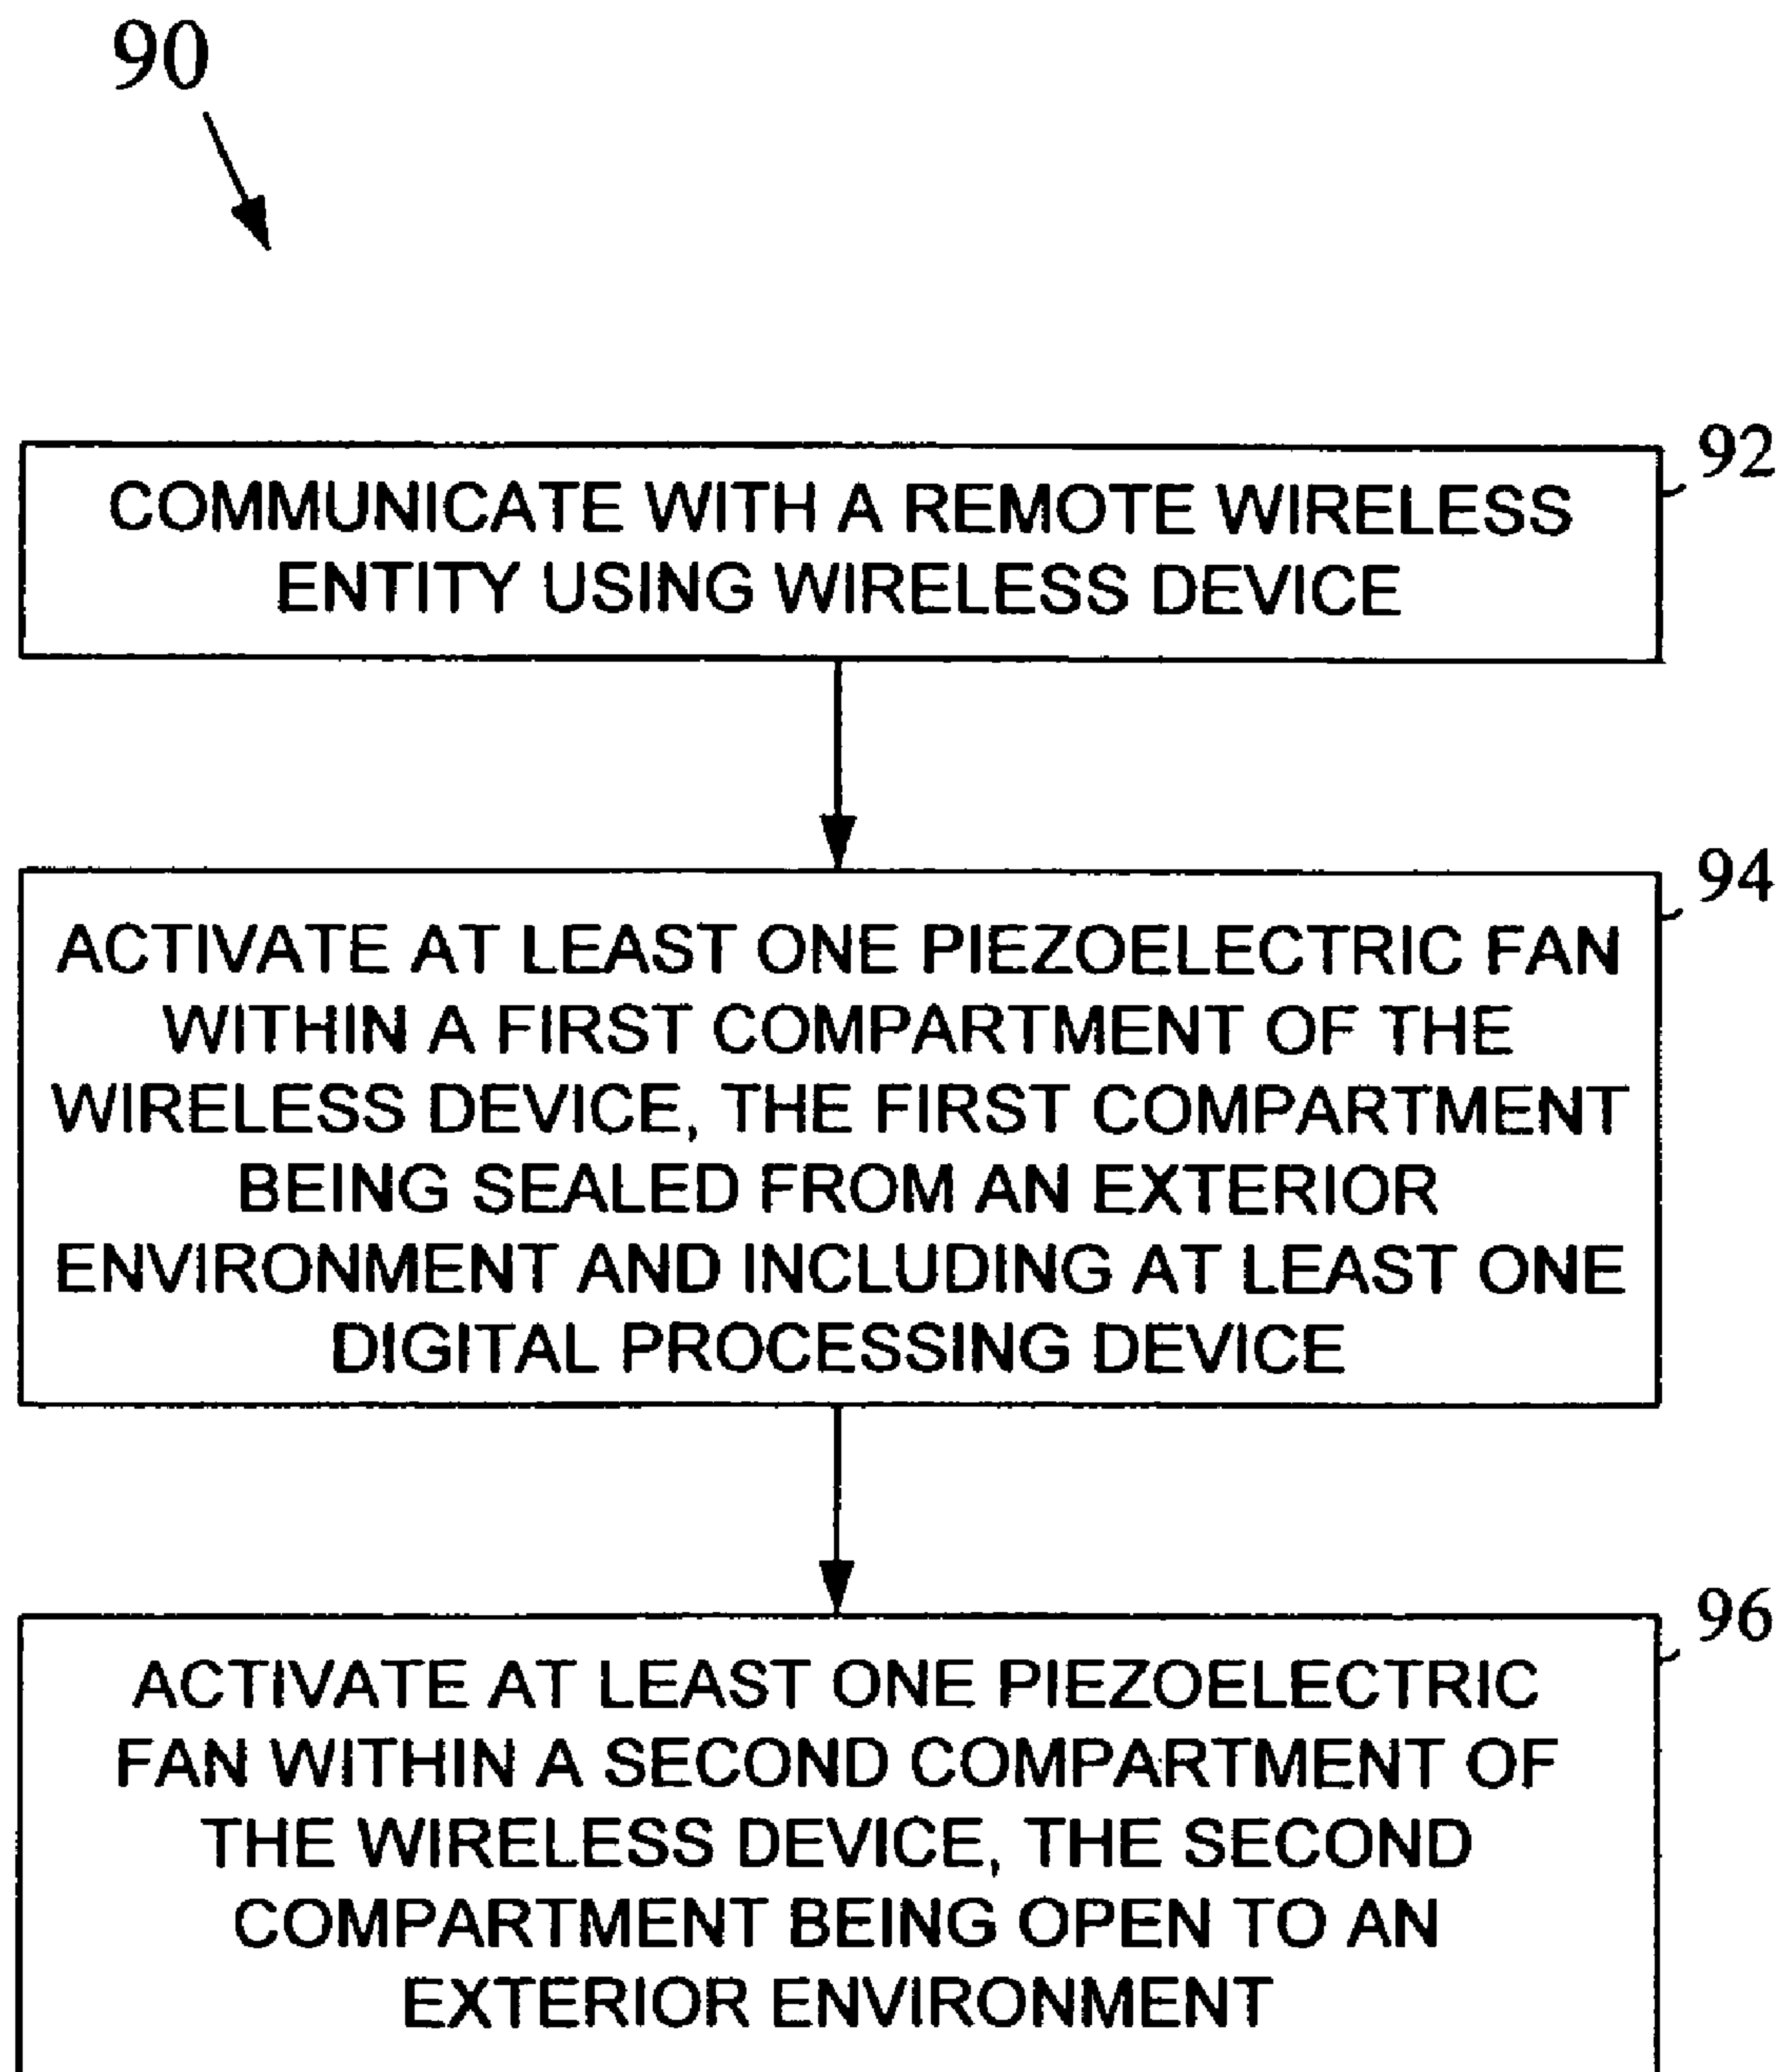 90
92
COMMUNICATE WITH A REMOTE WIRELESS
ENTITY USING WIRELESS DEVICE
94
ACTIVATE AT LEAST ONE PIEZOELECTRIC FAN
WITHIN A FIRST COMPARTMENT OF THE
WIRELESS DEVICE, THE FIRST COMPARTMENT
BEING SEALED FROM AN EXTERIOR
ENVIRONMENT AND INCLUDING AT LEAST ONE
DIGITAL PROCESSING DEVICE
96
ACTIVATE AT LEAST ONE PIEZOELECTRIC
FAN WITHIN A SECOND COMPARTMENT OF
THE WIRELESS DEVICE, THE SECOND
COMPARTMENT BEING OPEN TO AN
EXTERIOR ENVIRONMENT